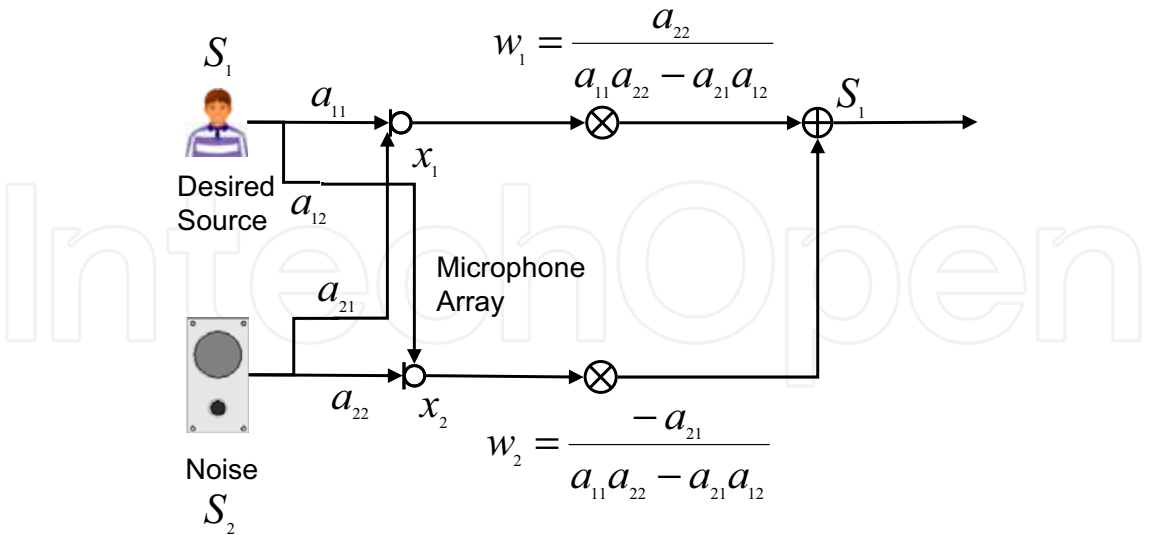 w₁ = a₂₂ / (a₁₁a₂₂ − a₂₁a₁₂)
S₁
a₁₁
S₁
x₁
Desired
Source
a₁₂
IntechOpen
Microphone
Array
a₂₁
a₂₂
x₂
w₂ = −a₂₁ / (a₁₁a₂₂ − a₂₁a₁₂)
Noise
S₂